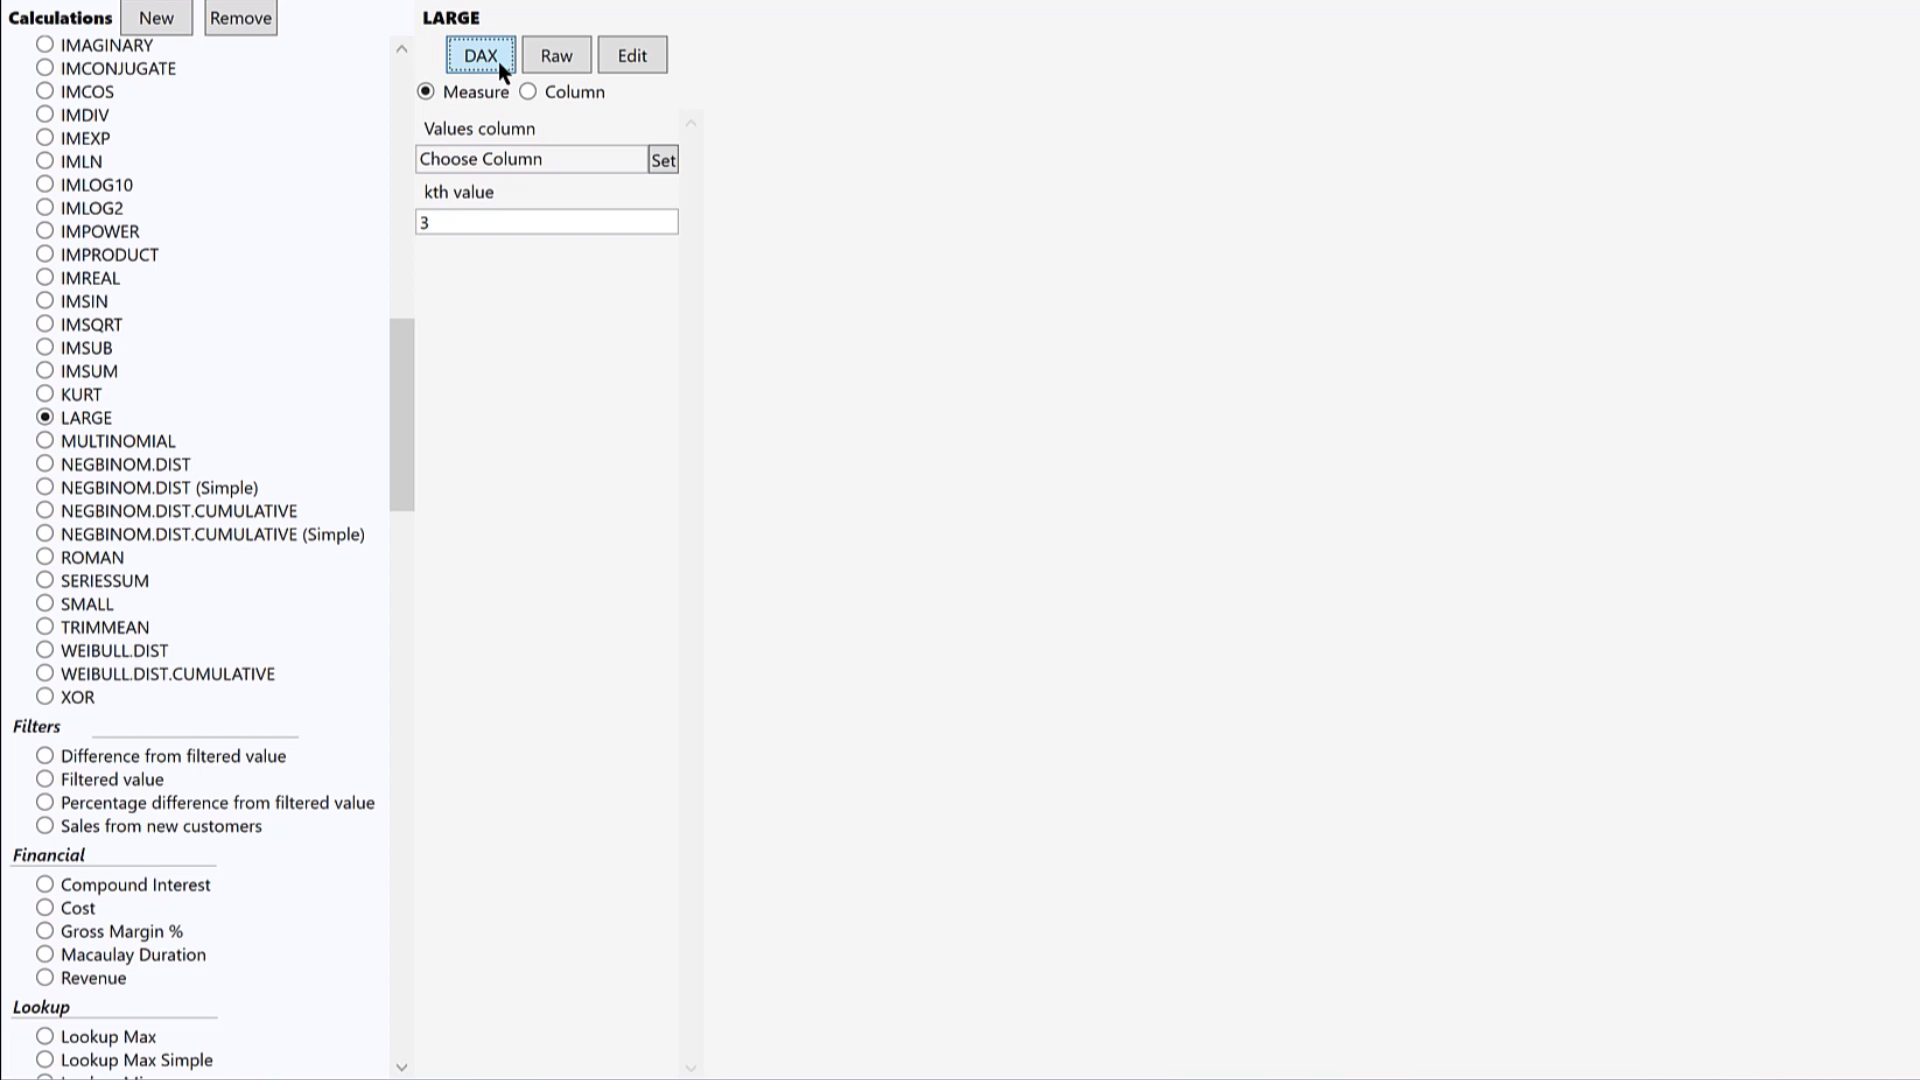 Calculations
New
Remove
IMAGINARY
IMCONJUGATE
IMCOS
IMDIV
IMEXP
IMLN
IMLOG10
IMLOG2
IMPOWER
IMPRODUCT
IMREAL
IMSIN
IMSQRT
IMSUB
IMSUM
KURT
LARGE
MULTINOMIAL
NEGBINOM.DIST
NEGBINOM.DIST (Simple)
NEGBINOM.DIST.CUMULATIVE
NEGBINOM.DIST.CUMULATIVE (Simple)
ROMAN
SERIESSUM
SMALL
TRIMMEAN
WEIBULL.DIST
WEIBULL.DIST.CUMULATIVE
XOR
Filters
Difference from filtered value
Filtered value
Percentage difference from filtered value
Sales from new customers
Financial
Compound Interest
Cost
Gross Margin %
Macaulay Duration
Revenue
Lookup
Lookup Max
Lookup Max Simple
LARGE
DAX
Raw
Edit
Measure
Column
Values column
Choose Column
Set
kth value
3